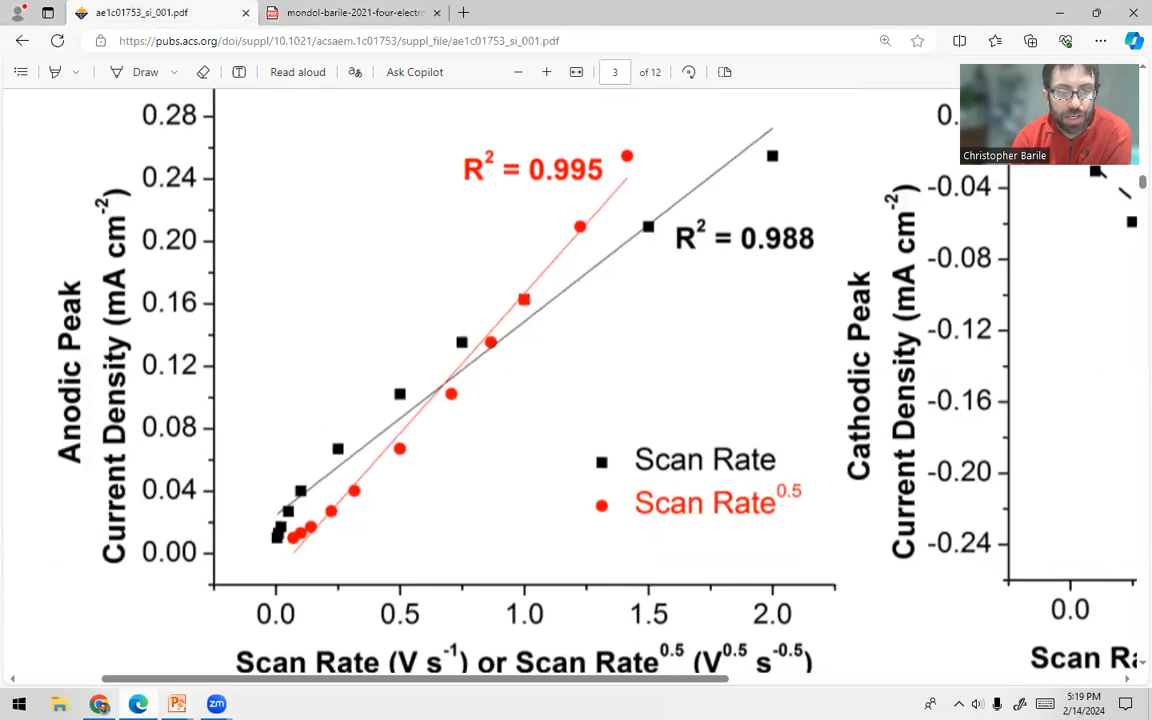 ae1c01753_si_001.pdf
mondol-barile-2021-four-electro
https://pubs.acs.org/doi/suppl/10.1021/acsaem.1c01753/suppl_file/ae1c01753_si_001.pdf
Draw
Read aloud
Ask Copilot
3 of 12
Christopher Barile
0.28
0.24
0.20
0.16
0.12
0.08
0.04
0.00
Anodic Peak
Current Density (mA cm-2)
R2 = 0.995
R2 = 0.988
Scan Rate
Scan Rate0.5
0.0 0.5 1.0 1.5 2.0
Scan Rate (V s-1) or Scan Rate0.5 (V0.5 s-0.5)
Cathodic Peak
Current Density (mA cm-2)
0.
-0.04
-0.08
-0.12
-0.16
-0.20
-0.24
0.0
Scan Ra
5:19 PM
2/14/2024